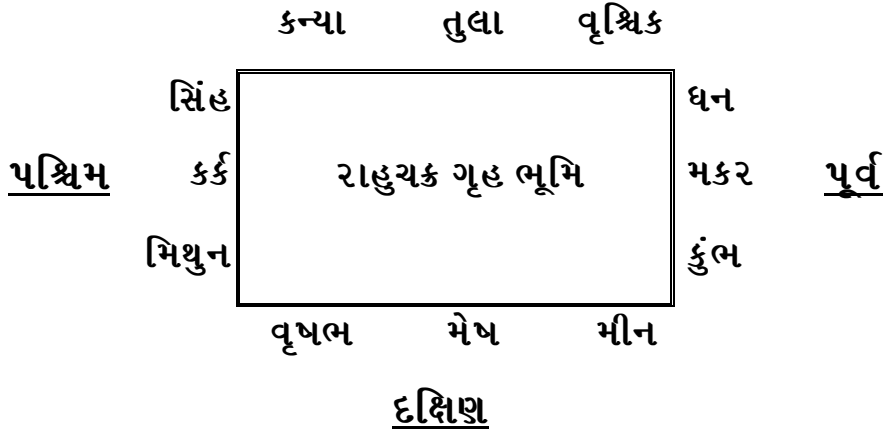 કન્યા તુલા વૃશ્ચિક
સિંહ ધન
પશ્ચિમ કર્ક રાહુચક્ર ગૃહ ભૂમિ મકર પૂર્વ
મિથુન કુંભ
વૃષભ મેષ મીન
દક્ષિણ